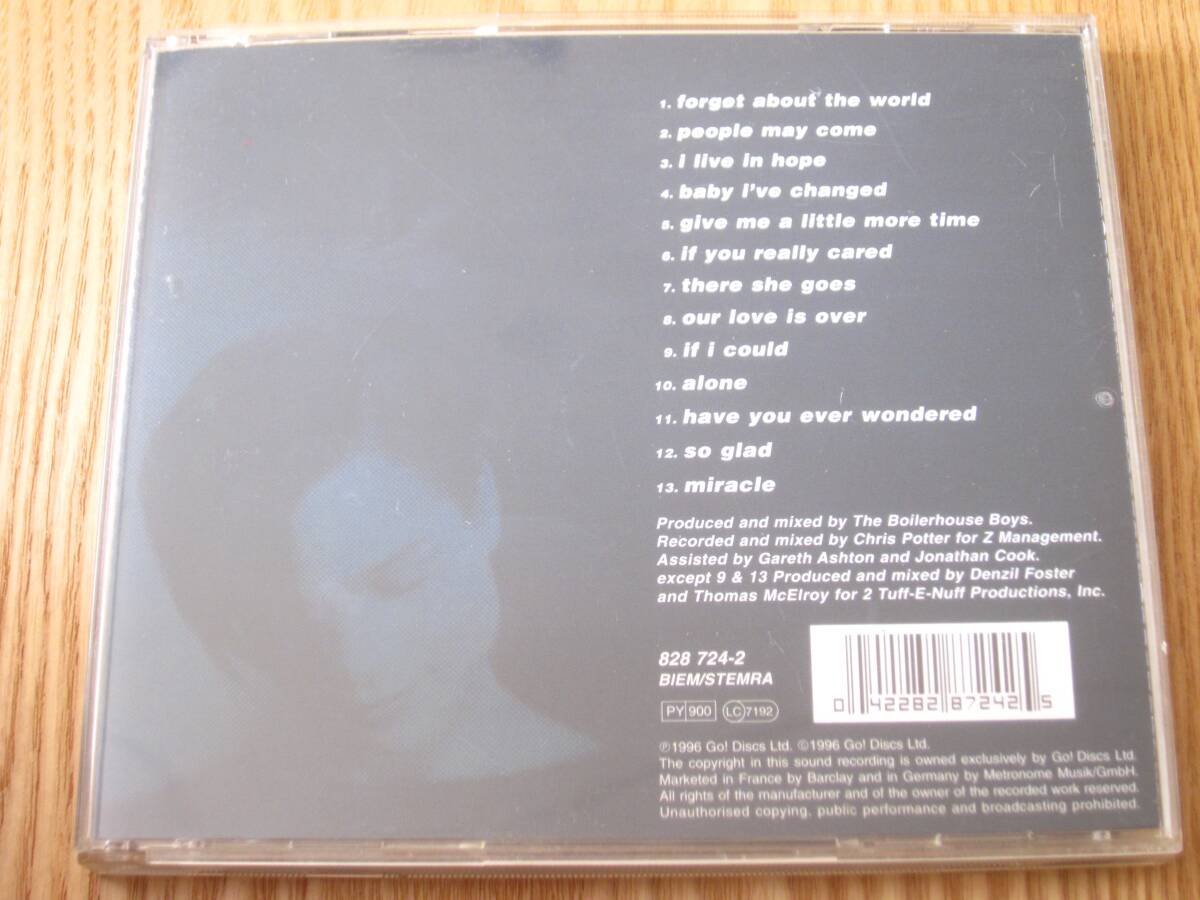 1. forget about the world
2. people may come
3. i live in hope
4. baby I've changed
5. give me a little more time
6. if you really cared
7. there she goes
8. our love is over
9. if i could
10. alone
11. have you ever wondered
12. so glad
13. miracle
Produced and mixed by The Boilerhouse Boys.
Recorded and mixed by Chris Potter for Z Management.
Assisted by Gareth Ashton and Jonathan Cook.
except 9 & 13 Produced and mixed by Denzil Foster
and Thomas McElroy for 2 Tuff-E-Nuff Productions, Inc.
828 724-2
BIEM/STEMRA
PY 900 LC 7192
0 42282 87242 5
℗1996 Go! Discs Ltd. ©1996 Go! Discs Ltd.
The copyright in this sound recording is owned exclusively by Go! Discs Ltd.
Marketed in France by Barclay and in Germany by Metronome Musik/GmbH.
All rights of the manufacturer and of the owner of the recorded work reserved.
Unauthorised copying, public performance and broadcasting prohibited.